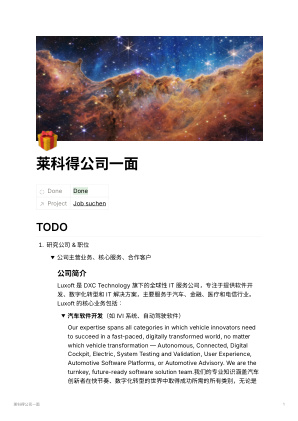 莱科得公司一面
Done Done
Project Job suchen
TODO
1. 研究公司 & 职位
▼ 公司主营业务、核心服务、合作客户
公司简介
Luxoft 是 DXC Technology 旗下的全球性 IT 服务公司，专注于提供软件开
发、数字化转型和 IT 解决方案，主要服务于汽车、金融、医疗和电信行业。
Luxoft 的核心业务包括：
▼ 汽车软件开发（如 IVI 系统、自动驾驶软件）
Our expertise spans all categories in which vehicle innovators need
to succeed in a fast-paced, digitally transformed world, no matter
which vehicle transformation — Autonomous, Connected, Digital
Cockpit, Electric, System Testing and Validation, User Experience,
Automotive Software Platforms, or Automotive Advisory. We are the
turnkey, future-ready software solution team.我们的专业知识涵盖汽车
创新者在快节奏、数字化转型的世界中取得成功所需的所有类别，无论是
莱科得公司一面 1